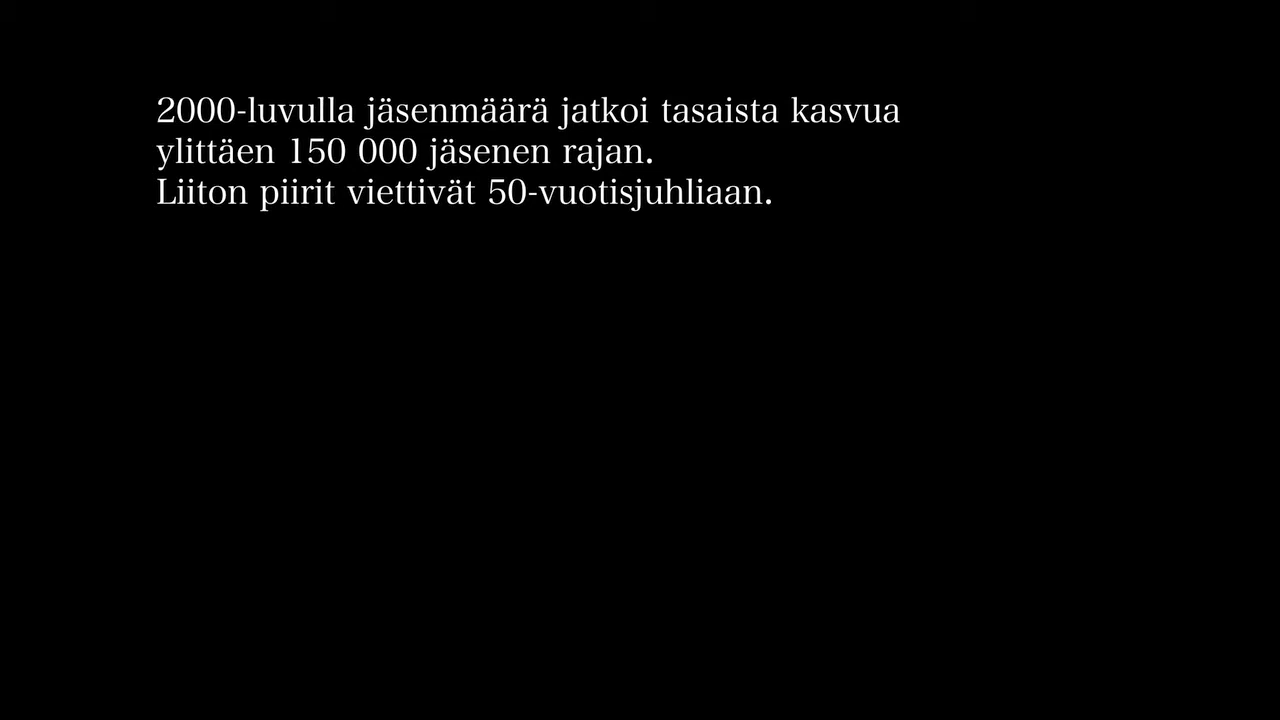 2000-luvulla jäsenmäärä jatkoi tasaista kasvua
ylittäen 150 000 jäsenen rajan.
Liiton piirit viettivät 50-vuotisjuhliaan.